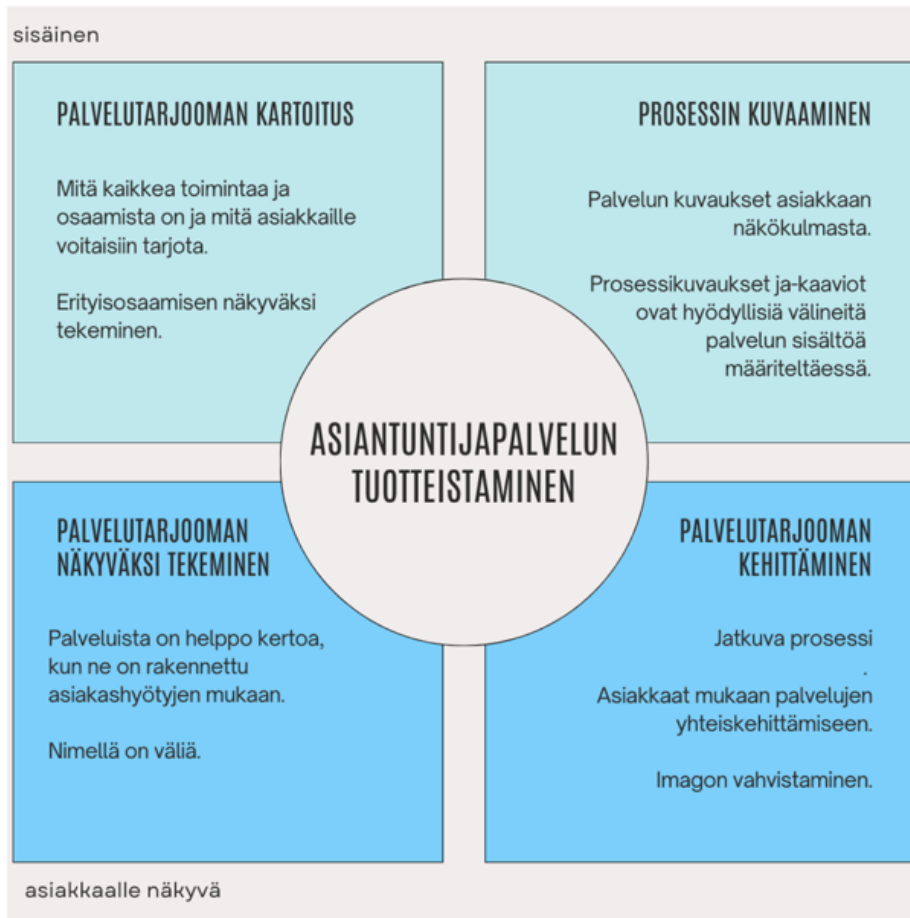 sisäinen
PALVELUTARJOOMAN KARTOITUS
Mitä kaikkea toimintaa ja
osaamista on ja mitä asiakkaille
voitaisiin tarjota.
Erityisosaamisen näkyväksi
tekeminen.
PROSESSIN KUVAAMINEN
Palvelun kuvaukset asiakkaan
näkökulmasta.
Prosessikuvaukset ja-kaaviot
ovat hyödyllisiä välineitä
palvelun sisältöä
määriteltäessä.
ASIANTUNTIJAPALVELUN
TUOTTEISTAMINEN
PALVELUTARJOOMAN
NÄKYVÄKSI TEKEMINEN
Palveluista on helppo kertoa,
kun ne on rakennettu
asiakashyötyjen mukaan.
Nimellä on väliä.
PALVELUTARJOOMAN
KEHITTÄMINEN
Jatkuva prosessi
.
Asiakkaat mukaan palvelujen
yhteiskehittämiseen.
Imagon vahvistaminen.
asiakkaalle näkyvä